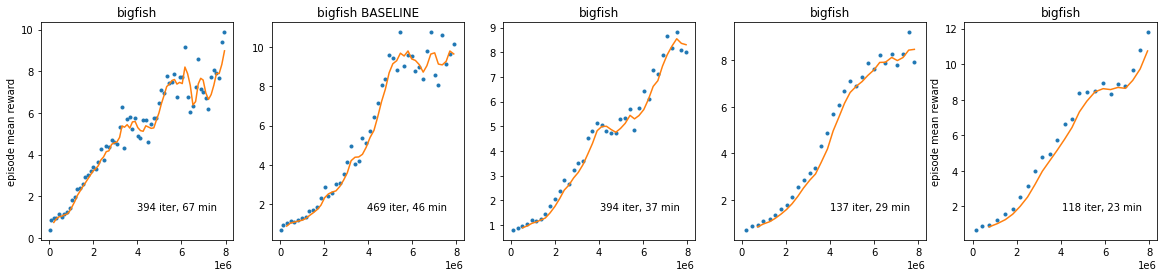 bigfish
episode mean reward
10
8
6
4
2
0
394 iter, 67 min
0 2 4 6 8
1e6
bigfish BASELINE
10
8
6
4
2
469 iter, 46 min
0 2 4 6 8
1e6
bigfish
9
8
7
6
5
4
3
2
1
394 iter, 37 min
0 2 4 6 8
1e6
bigfish
8
6
4
2
137 iter, 29 min
0 2 4 6 8
1e6
bigfish
episode mean reward
12
10
8
6
4
2
118 iter, 23 min
0 2 4 6 8
1e6